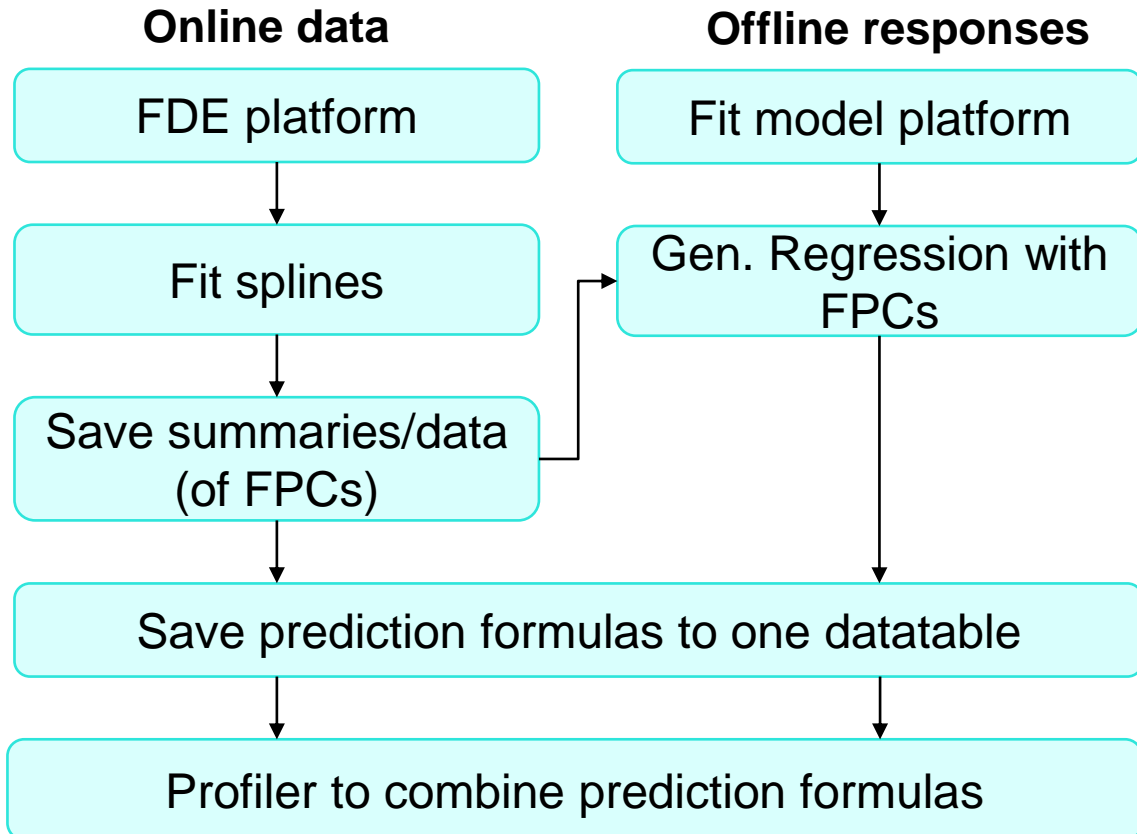 Online data
Offline responses
FDE platform
Fit model platform
Fit splines
Gen. Regression with
FPCs
Save summaries/data
(of FPCs)
Save prediction formulas to one datatable
Profiler to combine prediction formulas